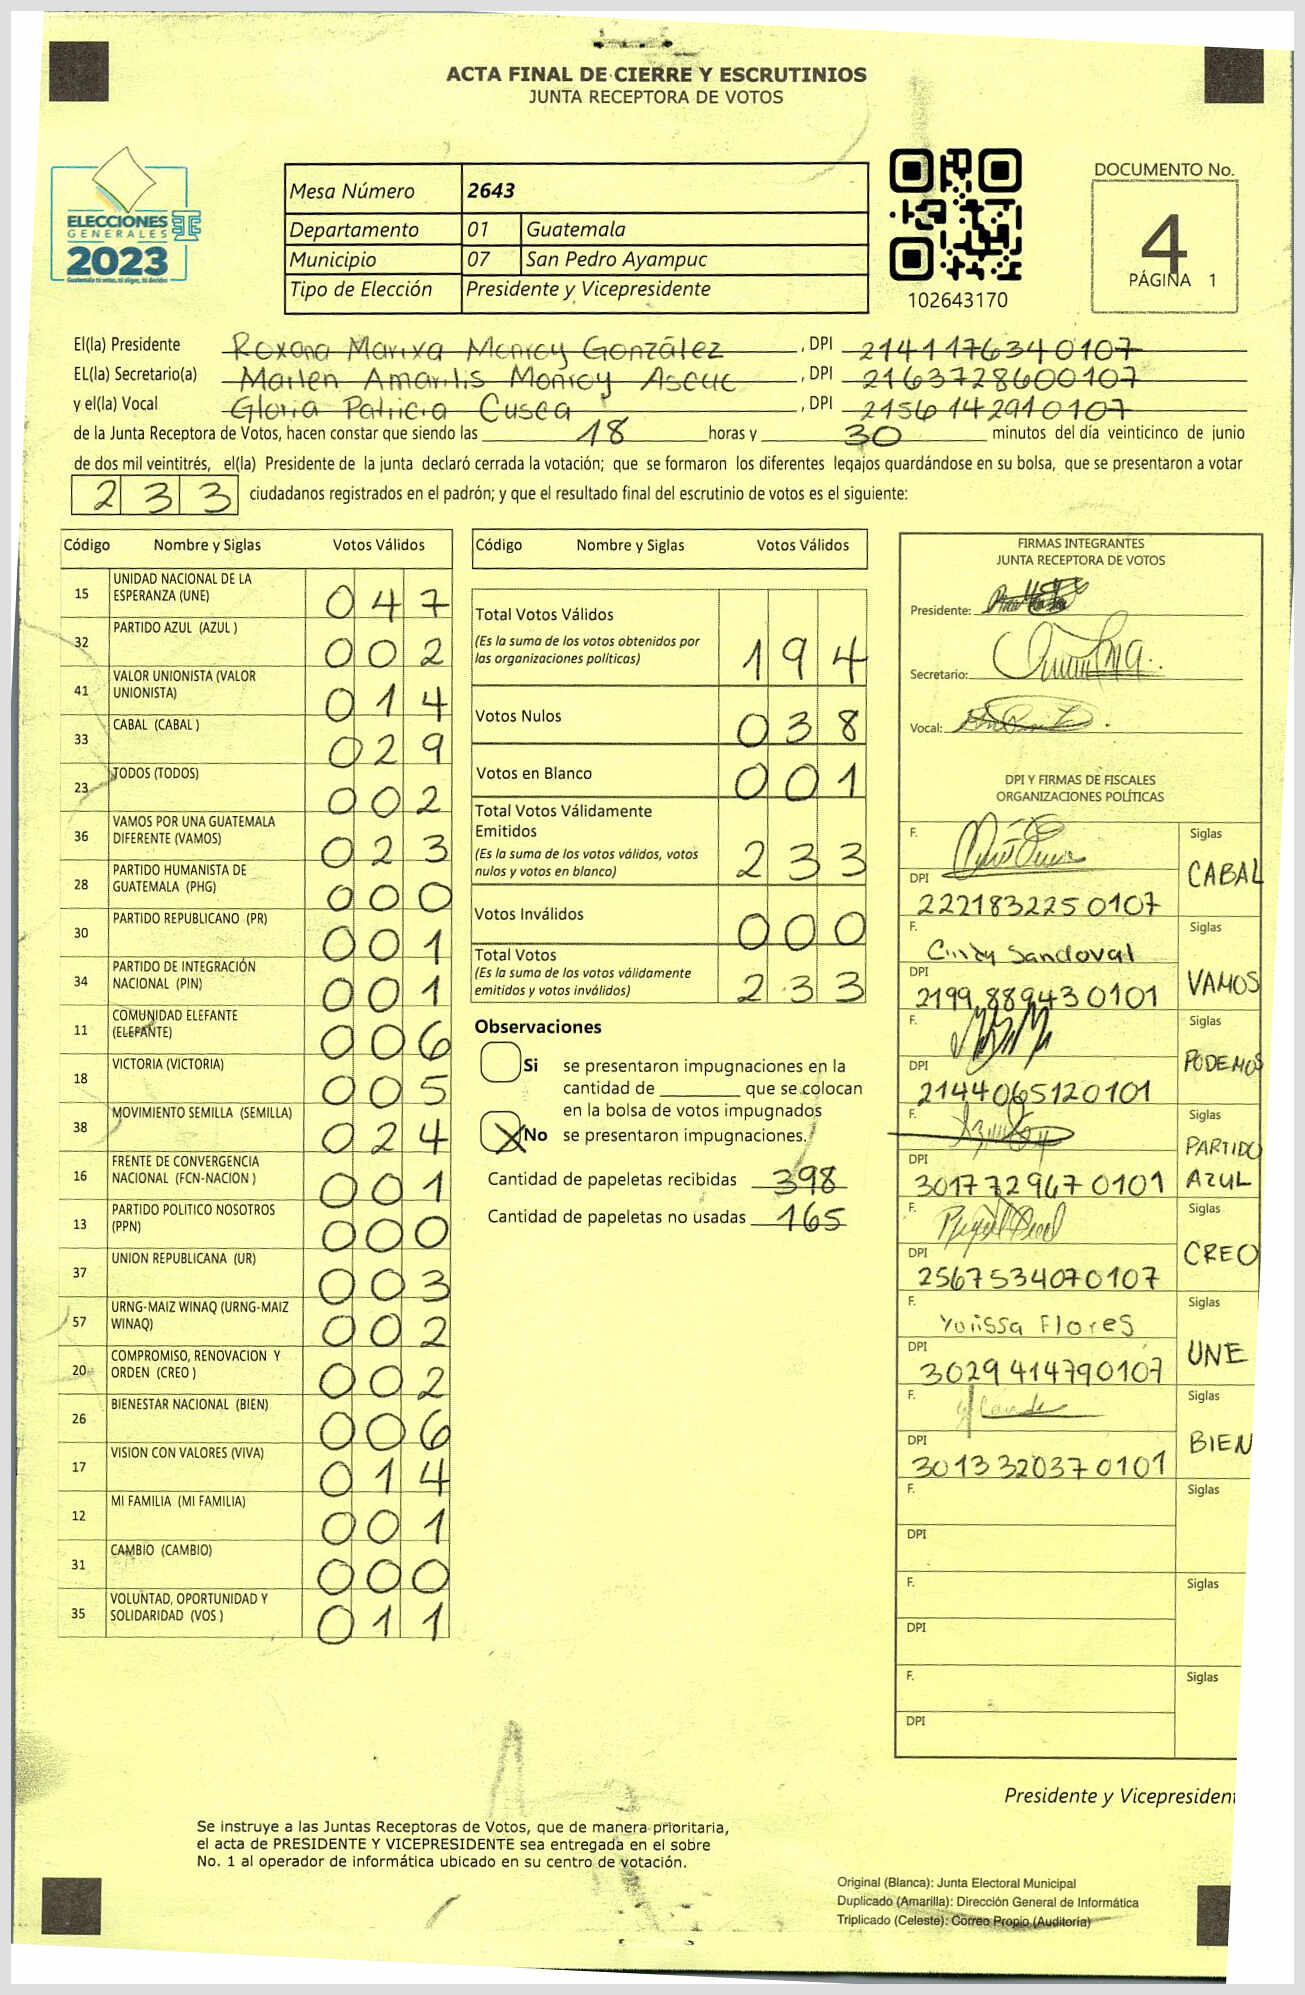 ACTA FINAL DE CIERRE Y ESCRUTINIOS
JUNTA RECEPTORA DE VOTOS
ELECCIONES
GENERALES
2023
Mesa Número 2643
Departamento 01 Guatemala
Municipio 07 San Pedro Ayampuc
Tipo de Elección Presidente y Vicepresidente
102643170
DOCUMENTO No.
4
PÁGINA 1
El(la) Presidente Roxana Marixa Monroy González , DPI 2141176340107
EL(la) Secretario(a) Marlen Amarilis Monroy Ascuc , DPI 2163728600107
y el(la) Vocal Gloria Patricia Cusea , DPI 2156142910107
de la Junta Receptora de Votos, hacen constar que siendo las 18 horas y 30 minutos del día veinticinco de junio
de dos mil veintitrés, el(la) Presidente de la junta declaró cerrada la votación; que se formaron los diferentes legajos guardándose en su bolsa, que se presentaron a votar
233 ciudadanos registrados en el padrón; y que el resultado final del escrutinio de votos es el siguiente:
Código Nombre y Siglas Votos Válidos
15 UNIDAD NACIONAL DE LA
ESPERANZA (UNE) 047
32 PARTIDO AZUL (AZUL ) 002
41 VALOR UNIONISTA (VALOR
UNIONISTA) 014
33 CABAL (CABAL ) 029
23 TODOS (TODOS) 002
36 VAMOS POR UNA GUATEMALA
DIFERENTE (VAMOS) 023
28 PARTIDO HUMANISTA DE
GUATEMALA (PHG) 000
30 PARTIDO REPUBLICANO (PR) 001
34 PARTIDO DE INTEGRACIÓN
NACIONAL (PIN) 001
11 COMUNIDAD ELEFANTE
(ELEFANTE) 006
18 VICTORIA (VICTORIA) 005
38 MOVIMIENTO SEMILLA (SEMILLA) 024
16 FRENTE DE CONVERGENCIA
NACIONAL (FCN-NACION ) 001
13 PARTIDO POLITICO NOSOTROS
(PPN) 000
37 UNION REPUBLICANA (UR) 003
57 URNG-MAIZ WINAQ (URNG-MAIZ
WINAQ) 002
20 COMPROMISO, RENOVACION Y
ORDEN (CREO ) 002
26 BIENESTAR NACIONAL (BIEN) 006
17 VISION CON VALORES (VIVA) 014
12 MI FAMILIA (MI FAMILIA) 001
31 CAMBIO (CAMBIO) 000
35 VOLUNTAD, OPORTUNIDAD Y
SOLIDARIDAD (VOS ) 011
Código Nombre y Siglas Votos Válidos
Total Votos Válidos
(Es la suma de los votos obtenidos por
las organizaciones políticas) 194
Votos Nulos 038
Votos en Blanco 001
Total Votos Válidamente
Emitidos
(Es la suma de los votos válidos, votos
nulos y votos en blanco) 233
Votos Inválidos 000
Total Votos
(Es la suma de los votos válidamente
emitidos y votos inválidos) 233
Observaciones
Si se presentaron impugnaciones en la
cantidad de ________ que se colocan
en la bolsa de votos impugnados
X No se presentaron impugnaciones.
Cantidad de papeletas recibidas 398
Cantidad de papeletas no usadas 165
FIRMAS INTEGRANTES
JUNTA RECEPTORA DE VOTOS
Presidente:
Secretario:
Vocal:
DPI Y FIRMAS DE FISCALES
ORGANIZACIONES POLÍTICAS
F. Siglas
CABAL
DPI
222183225 0107
F. Cindy Sandoval Siglas
VAMOS
DPI
2199 88943 0101
F. Siglas
PODEMOS
DPI
2144065120101
F. Siglas
PARTIDO
AZUL
DPI
301772967 0101
F. Siglas
CREO
DPI
2567534070107
F. Yulissa Flores Siglas
UNE
DPI
3029414790107
F. Siglas
BIEN
DPI
301332037 0101
F. Siglas
DPI
F. Siglas
DPI
F. Siglas
DPI
Presidente y Vicepresident
Se instruye a las Juntas Receptoras de Votos, que de manera prioritaria,
el acta de PRESIDENTE Y VICEPRESIDENTE sea entregada en el sobre
No. 1 al operador de informática ubicado en su centro de votación.
Original (Blanca): Junta Electoral Municipal
Duplicado (Amarilla): Dirección General de Informática
Triplicado (Celeste): Correo Propio (Auditoría)